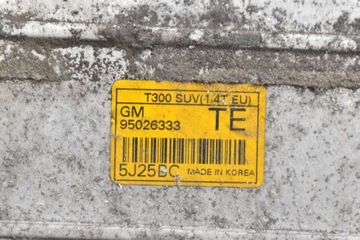 T300 SUV(1.4T EU)
GM TE
95026333
5J25BC MADE IN KOREA